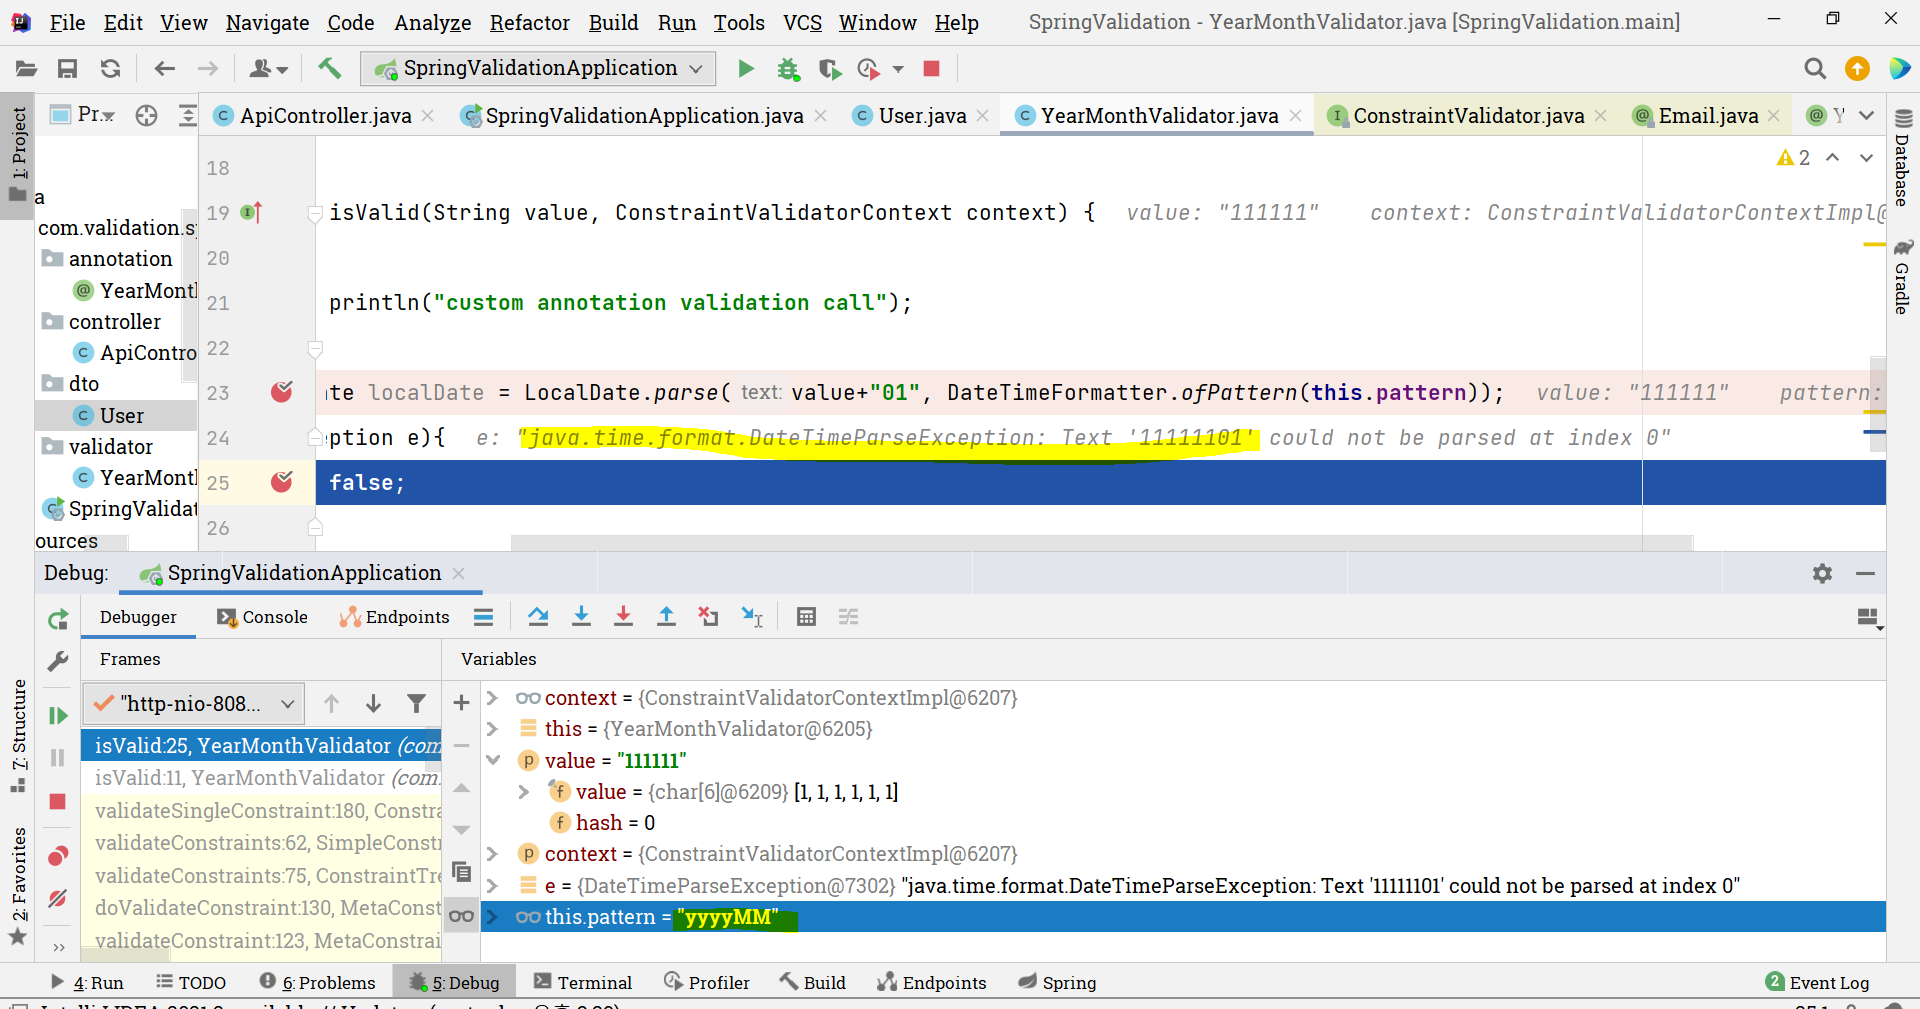 File Edit View Navigate Code Analyze Refactor Build Run Tools VCS Window Help SpringValidation - YearMonthValidator.java [SpringValidation.main]
SpringValidationApplication
1: Project
Pr...
ApiController.java SpringValidationApplication.java User.java YearMonthValidator.java ConstraintValidator.java Email.java
Database
Gradle
a
com.validation.s
annotation
YearMont
controller
ApiContro
dto
User
validator
YearMont
SpringValidat
ources
2
18
19 isValid(String value, ConstraintValidatorContext context) { value: "111111" context: ConstraintValidatorContextImpl@
20
21 println("custom annotation validation call");
22
23 te localDate = LocalDate.parse( text: value+"01", DateTimeFormatter.ofPattern(this.pattern)); value: "111111" pattern:
24 eption e){ e: "java.time.format.DateTimeParseException: Text '11111101' could not be parsed at index 0"
25 false;
26
Debug: SpringValidationApplication
Debugger Console Endpoints
Frames
"http-nio-808...
isValid:25, YearMonthValidator (com
isValid:11, YearMonthValidator (com.
validateSingleConstraint:180, Constra
validateConstraints:62, SimpleConstr
validateConstraints:75, ConstraintTre
doValidateConstraint:130, MetaConst
validateConstraint:123, MetaConstrai
Variables
context = {ConstraintValidatorContextImpl@6207}
this = {YearMonthValidator@6205}
value = "111111"
value = {char[6]@6209} [1, 1, 1, 1, 1, 1]
hash = 0
context = {ConstraintValidatorContextImpl@6207}
e = {DateTimeParseException@7302} "java.time.format.DateTimeParseException: Text '11111101' could not be parsed at index 0"
this.pattern = "yyyyMM"
7: Structure
2: Favorites
4: Run TODO 6: Problems 5: Debug Terminal Profiler Build Endpoints Spring 2 Event Log